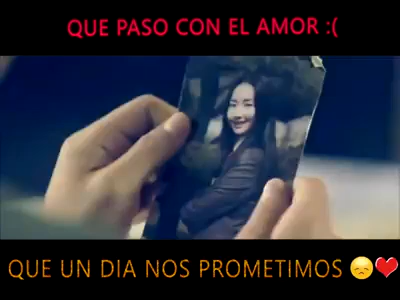 QUE PASO CON EL AMOR :(
QUE UN DIA NOS PROMETIMOS 😞❤